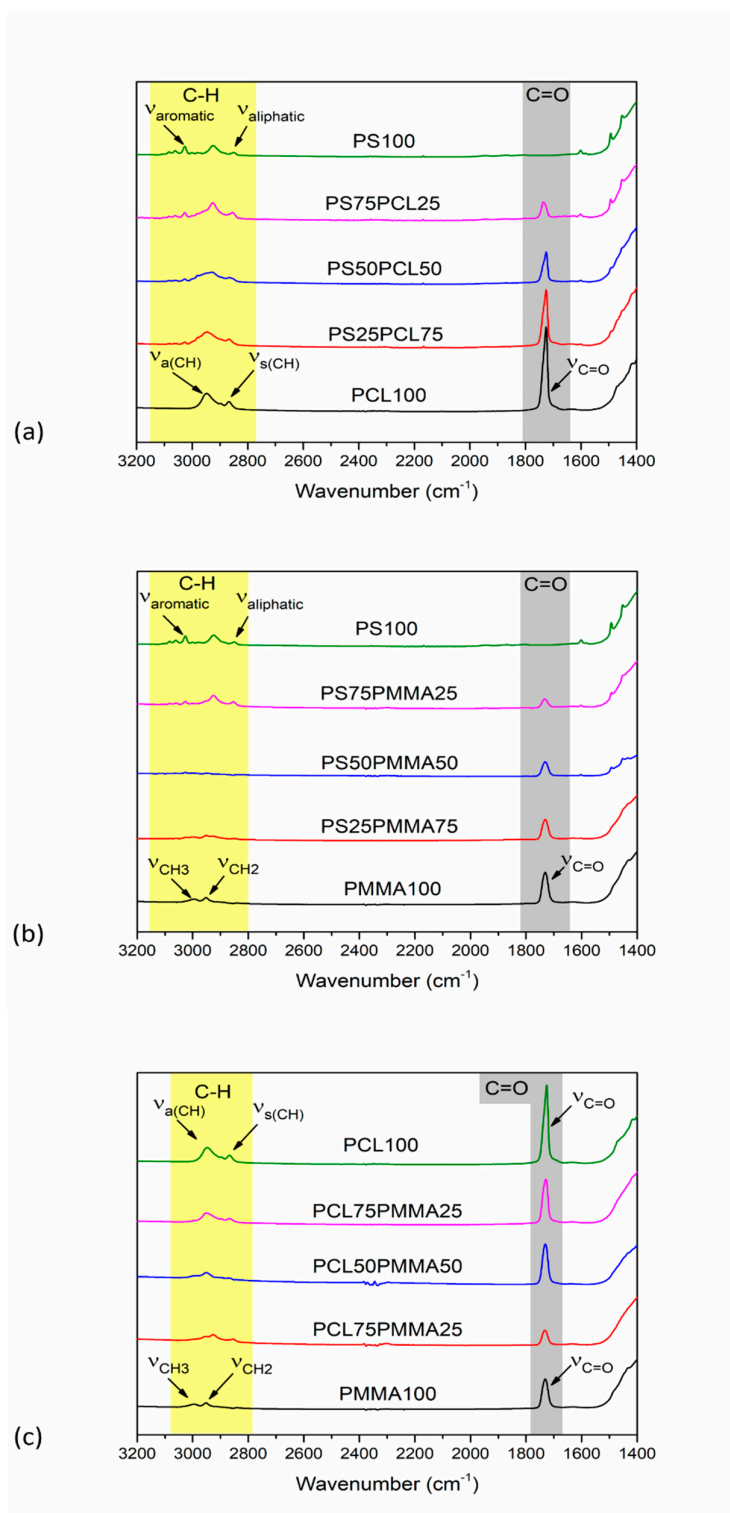 C-H
C=O
νaromatic
νaliphatic
PS100
PS75PCL25
PS50PCL50
PS25PCL75
νa(CH)
νs(CH)
νC=O
PCL100
(a)
3200 3000 2800 2600 2400 2200 2000 1800 1600 1400
Wavenumber (cm-1)
C-H
C=O
νaromatic
νaliphatic
PS100
PS75PMMA25
PS50PMMA50
PS25PMMA75
νCH3
νCH2
νC=O
PMMA100
(b)
3200 3000 2800 2600 2400 2200 2000 1800 1600 1400
Wavenumber (cm-1)
C-H
C=O
νa(CH)
νs(CH)
νC=O
PCL100
PCL75PMMA25
PCL50PMMA50
PCL75PMMA25
νCH3
νCH2
νC=O
PMMA100
(c)
3200 3000 2800 2600 2400 2200 2000 1800 1600 1400
Wavenumber (cm-1)